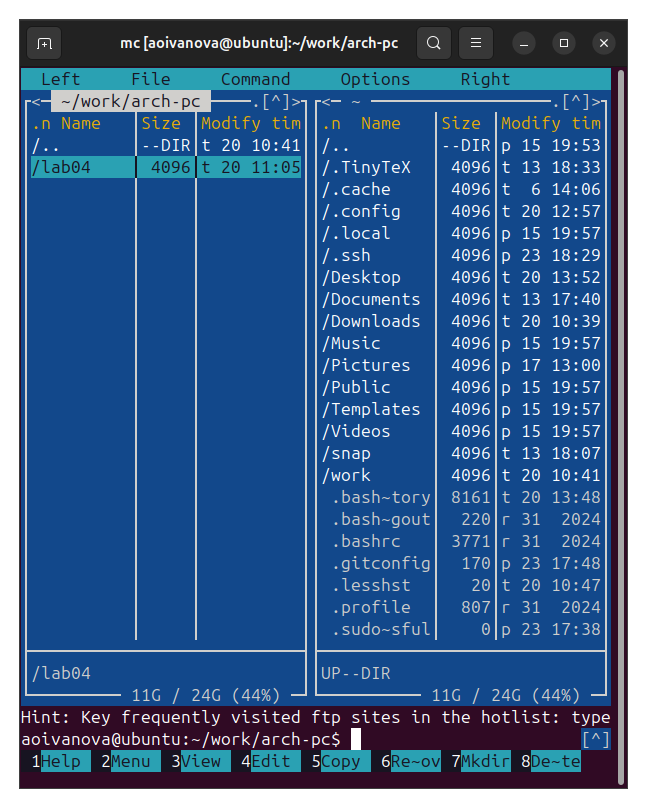 mc [aoivanova@ubuntu]:~/work/arch-pc
Left File Command Options Right
<- ~/work/arch-pc .[^]>
.n Name Size Modify tim
/.. --DIR t 20 10:41
/lab04 4096 t 20 11:05
/lab04
11G / 24G (44%)
<- ~ .[^]>
.n Name Size Modify tim
/.. --DIR p 15 19:53
/.TinyTeX 4096 t 13 18:33
/.cache 4096 t 6 14:06
/.config 4096 t 20 12:57
/.local 4096 p 15 19:57
/.ssh 4096 p 23 18:29
/Desktop 4096 t 20 13:52
/Documents 4096 t 13 17:40
/Downloads 4096 t 20 10:39
/Music 4096 p 15 19:57
/Pictures 4096 p 17 13:00
/Public 4096 p 15 19:57
/Templates 4096 p 15 19:57
/Videos 4096 p 15 19:57
/snap 4096 t 13 18:07
/work 4096 t 20 10:41
.bash~tory 8161 t 20 13:48
.bash~gout 220 r 31 2024
.bashrc 3771 r 31 2024
.gitconfig 170 p 23 17:48
.lesshst 20 t 20 10:47
.profile 807 r 31 2024
.sudo~sful 0 p 23 17:38
UP--DIR
11G / 24G (44%)
Hint: Key frequently visited ftp sites in the hotlist: type
aoivanova@ubuntu:~/work/arch-pc$ [^]
1Help 2Menu 3View 4Edit 5Copy 6Re~ov 7Mkdir 8De~te